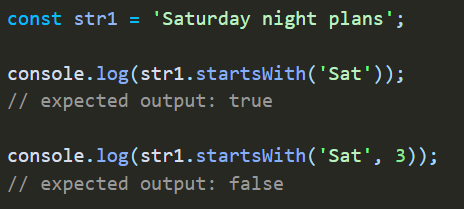 const str1 = 'Saturday night plans';
console.log(str1.startsWith('Sat'));
// expected output: true
console.log(str1.startsWith('Sat', 3));
// expected output: false